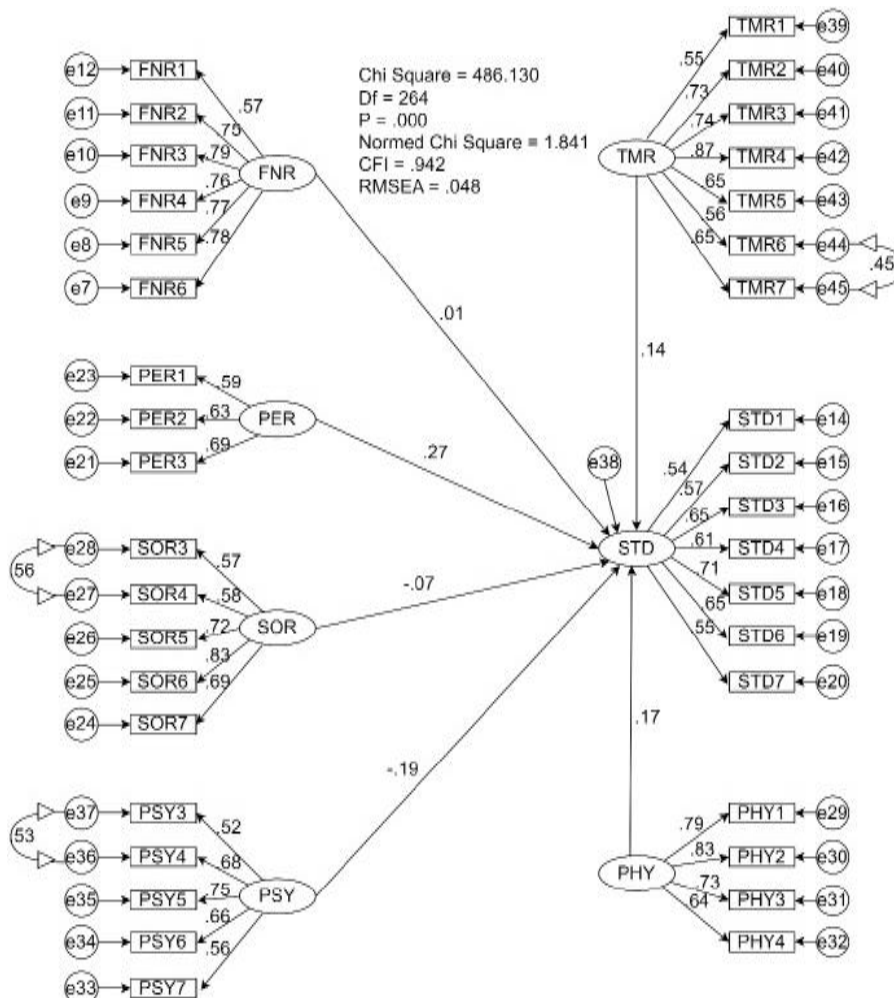 e12 FNR1
e11 FNR2
e10 FNR3
e9 FNR4
e8 FNR5
e7 FNR6
.57
.75
.79
.76
.77
.78
FNR
Chi Square = 486.130
Df = 264
P = .000
Normed Chi Square = 1.841
CFI = .942
RMSEA = .048
TMR
.55
.73
.74
.87
.65
.56
.65
TMR1 e39
TMR2 e40
TMR3 e41
TMR4 e42
TMR5 e43
TMR6 e44
TMR7 e45
.45
.01
.14
e23 PER1
e22 PER2
e21 PER3
.59
.63
.69
PER
.27
e38
STD
.54
.57
.65
.61
.71
.65
.55
STD1 e14
STD2 e15
STD3 e16
STD4 e17
STD5 e18
STD6 e19
STD7 e20
56
e28 SOR3
e27 SOR4
e26 SOR5
e25 SOR6
e24 SOR7
.57
.58
.72
.83
.69
SOR
-.07
-.19
.17
53
e37 PSY3
e36 PSY4
e35 PSY5
e34 PSY6
e33 PSY7
.52
.68
.75
.66
.56
PSY
PHY
.79
.83
.73
.64
PHY1 e29
PHY2 e30
PHY3 e31
PHY4 e32